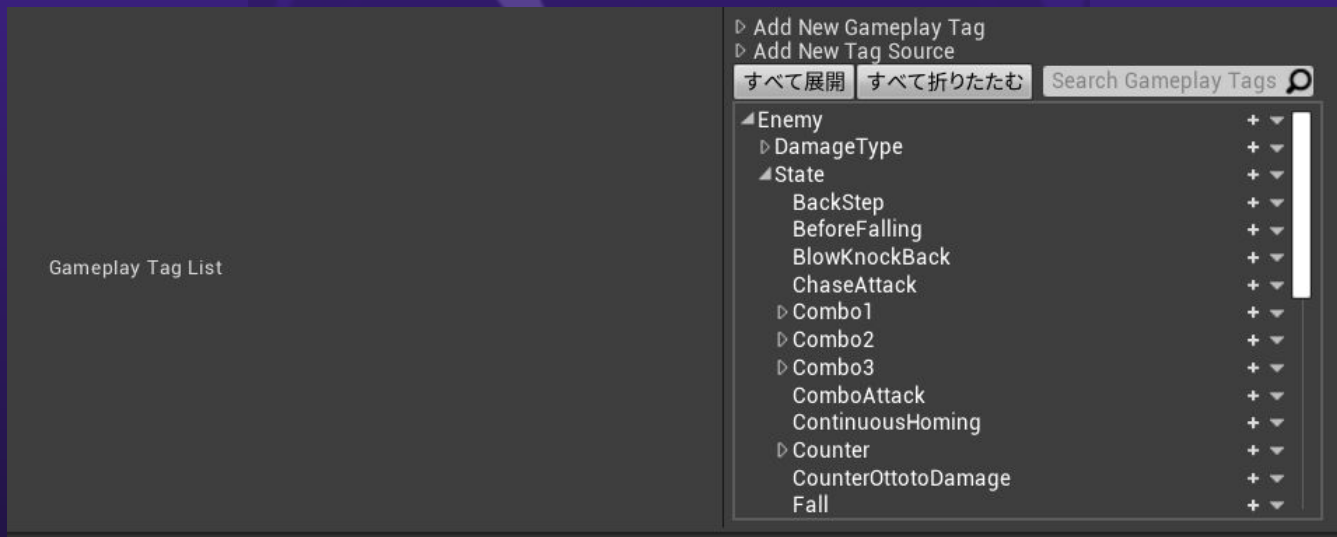 Add New Gameplay Tag
Add New Tag Source
すべて展開 すべて折りたたむ Search Gameplay Tags
Enemy
DamageType
State
BackStep
BeforeFalling
BlowKnockBack
Gameplay Tag List
ChaseAttack
Combo1
Combo2
Combo3
ComboAttack
ContinuousHoming
Counter
CounterOttotoDamage
Fall